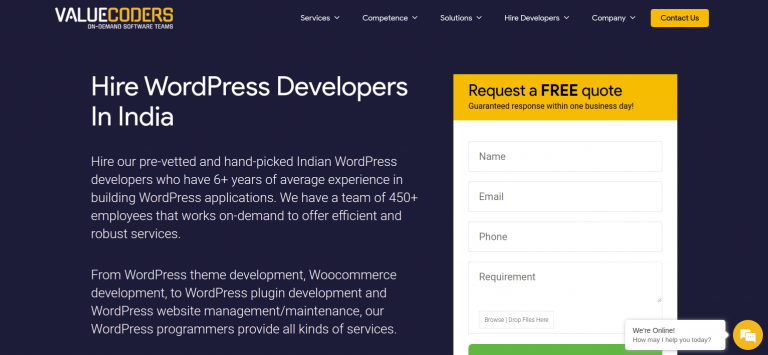 VALUECODERS
ON-DEMAND SOFTWARE TEAMS
Services
Competence
Solutions
Hire Developers
Company
Contact Us
Hire WordPress Developers
In India
Hire our pre-vetted and hand-picked Indian WordPress
developers who have 6+ years of average experience in
building WordPress applications. We have a team of 450+
employees that works on-demand to offer efficient and
robust services.
From WordPress theme development, Woocommerce
development, to WordPress plugin development and
WordPress website management/maintenance, our
WordPress programmers provide all kinds of services.
Request a FREE quote
Guaranteed response within one business day!
Name
Email
Phone
Requirement
Browse | Drop Files Here
We're Online!
How may I help you today?